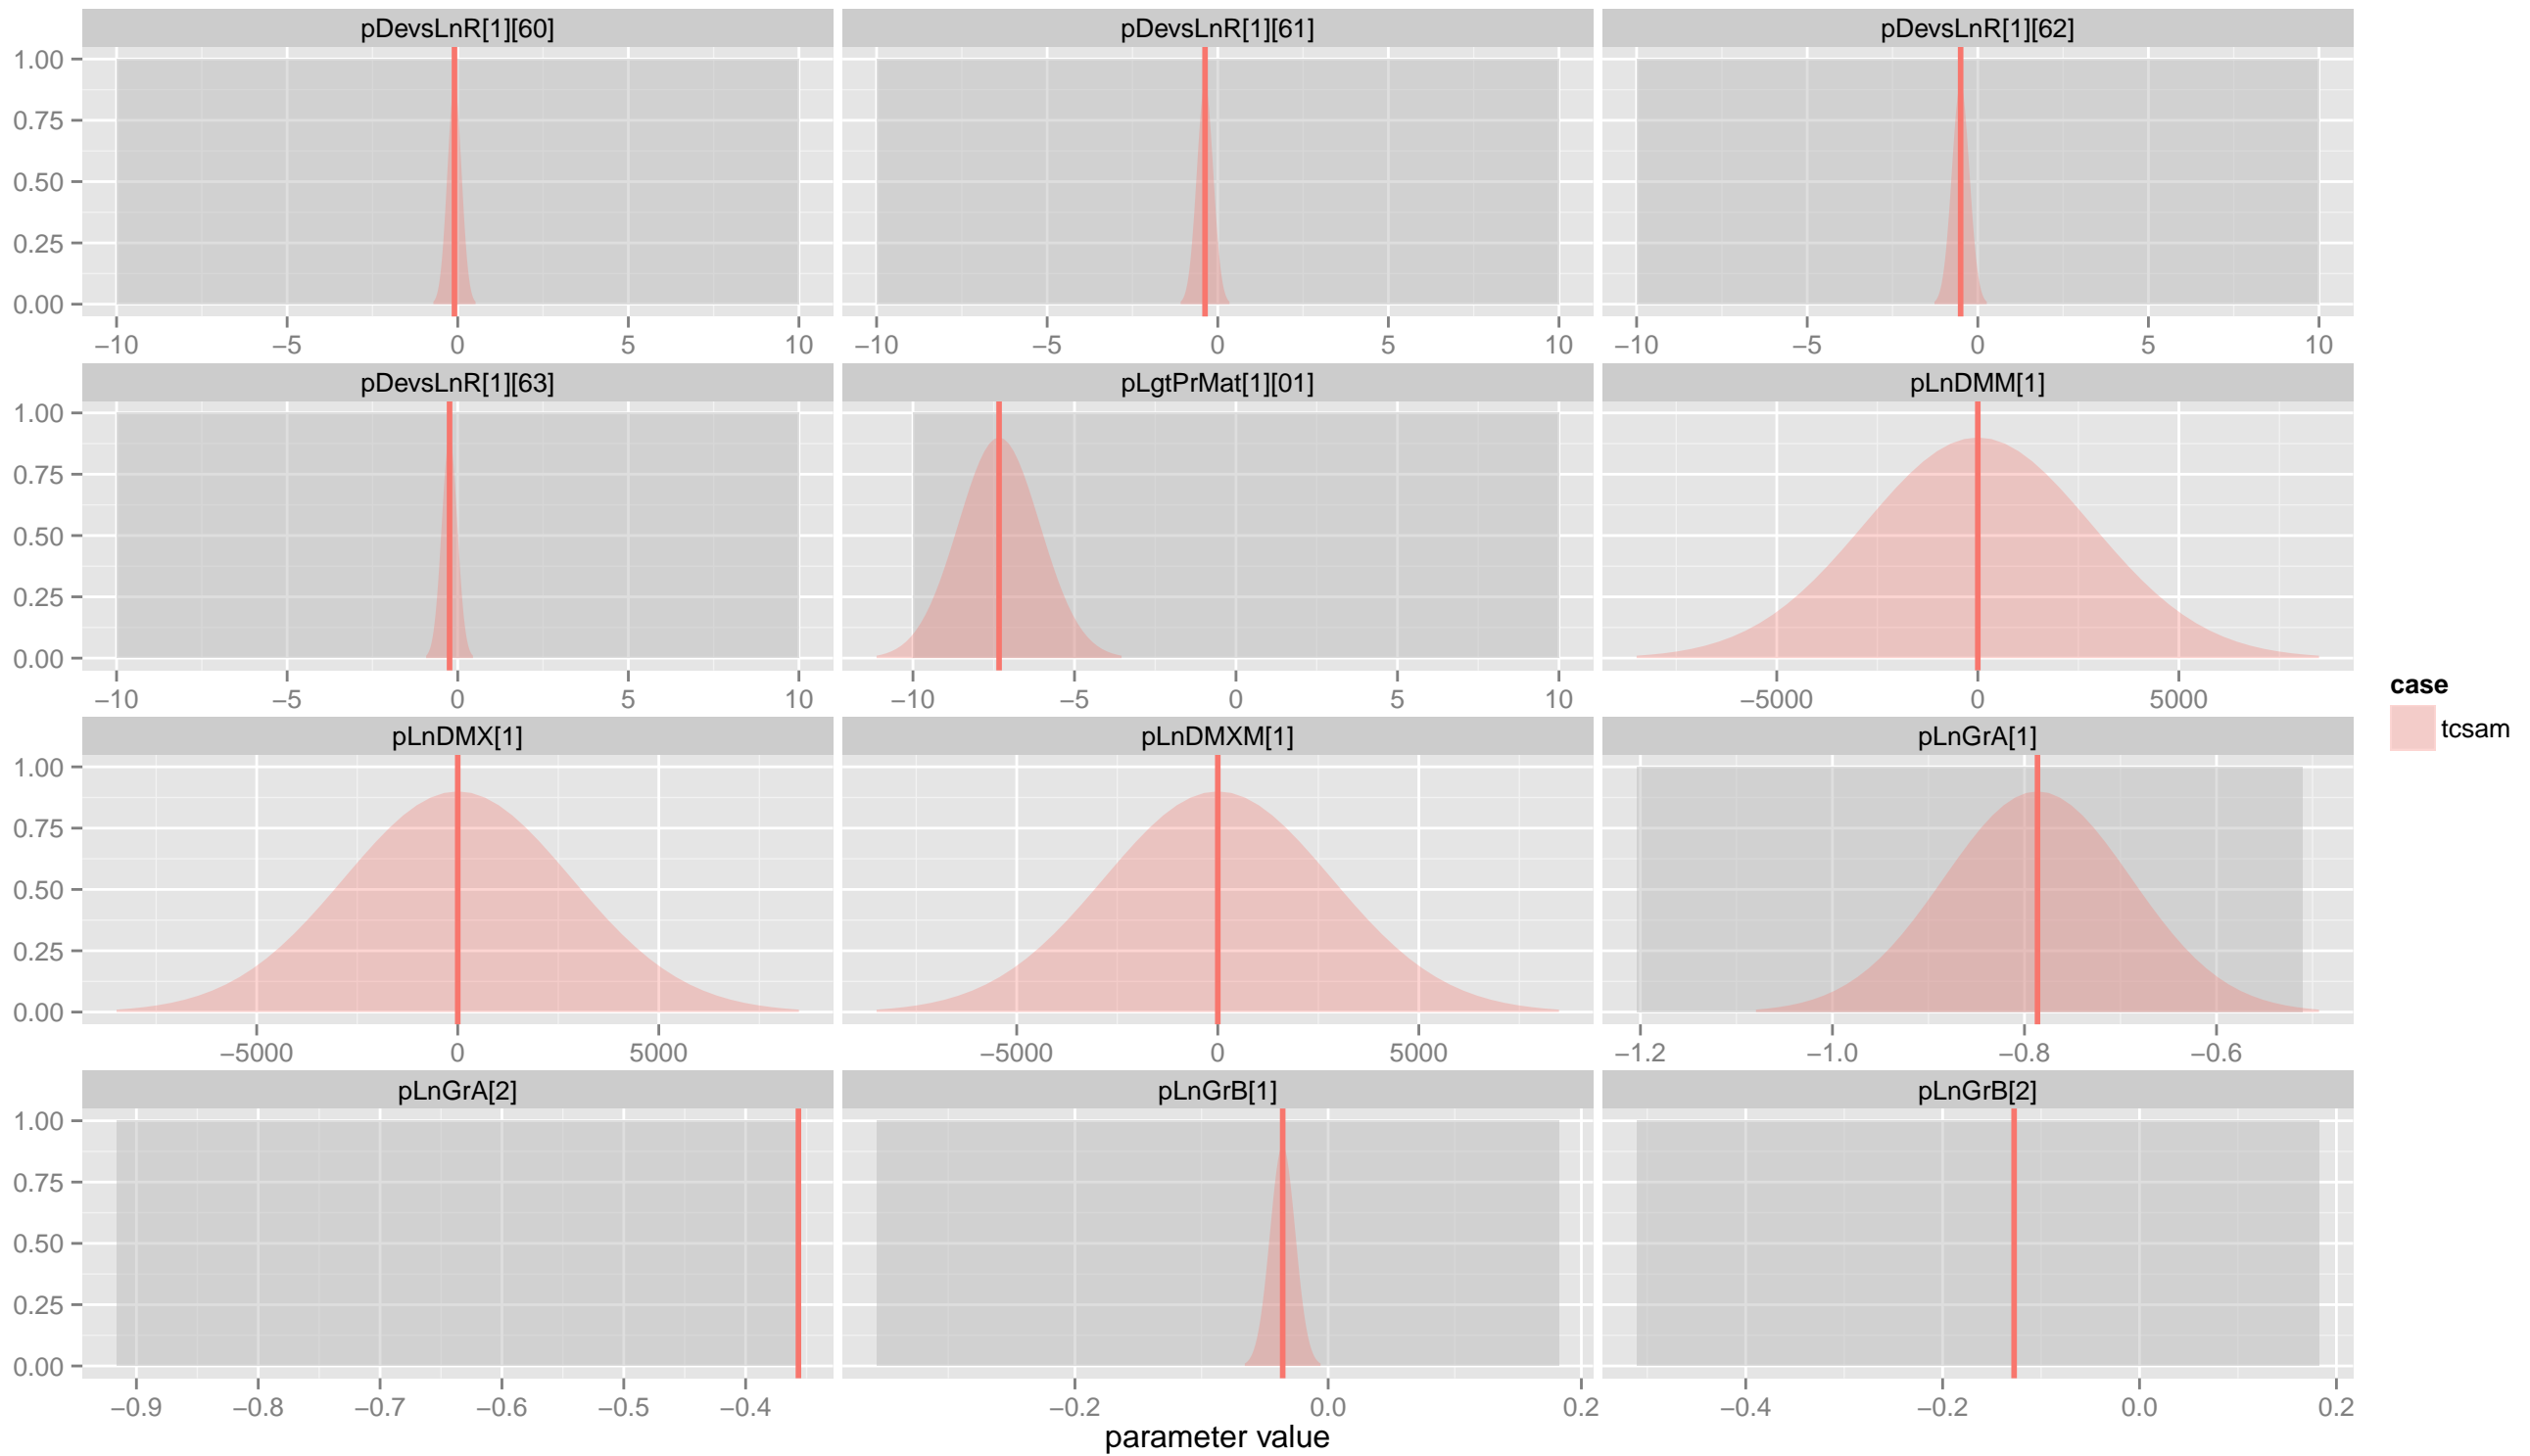 pDevsLnR[1][60] pDevsLnR[1][61] pDevsLnR[1][62]
1.00
0.75
0.50
0.25
0.00
−10 −5 0 5 10 −10 −5 0 5 10 −10 −5 0 5 10
pDevsLnR[1][63] pLgtPrMat[1][01] pLnDMM[1]
1.00
0.75
0.50
0.25
0.00
−10 −5 0 5 10 −10 −5 0 5 10 −5000 0 5000
case
tcsam
pLnDMX[1] pLnDMXM[1] pLnGrA[1]
1.00
0.75
0.50
0.25
0.00
−5000 0 5000 −5000 0 5000 −1.2 −1.0 −0.8 −0.6
pLnGrA[2] pLnGrB[1] pLnGrB[2]
1.00
0.75
0.50
0.25
0.00
−0.9 −0.8 −0.7 −0.6 −0.5 −0.4 −0.2 0.0 0.2 −0.4 −0.2 0.0 0.2
parameter value